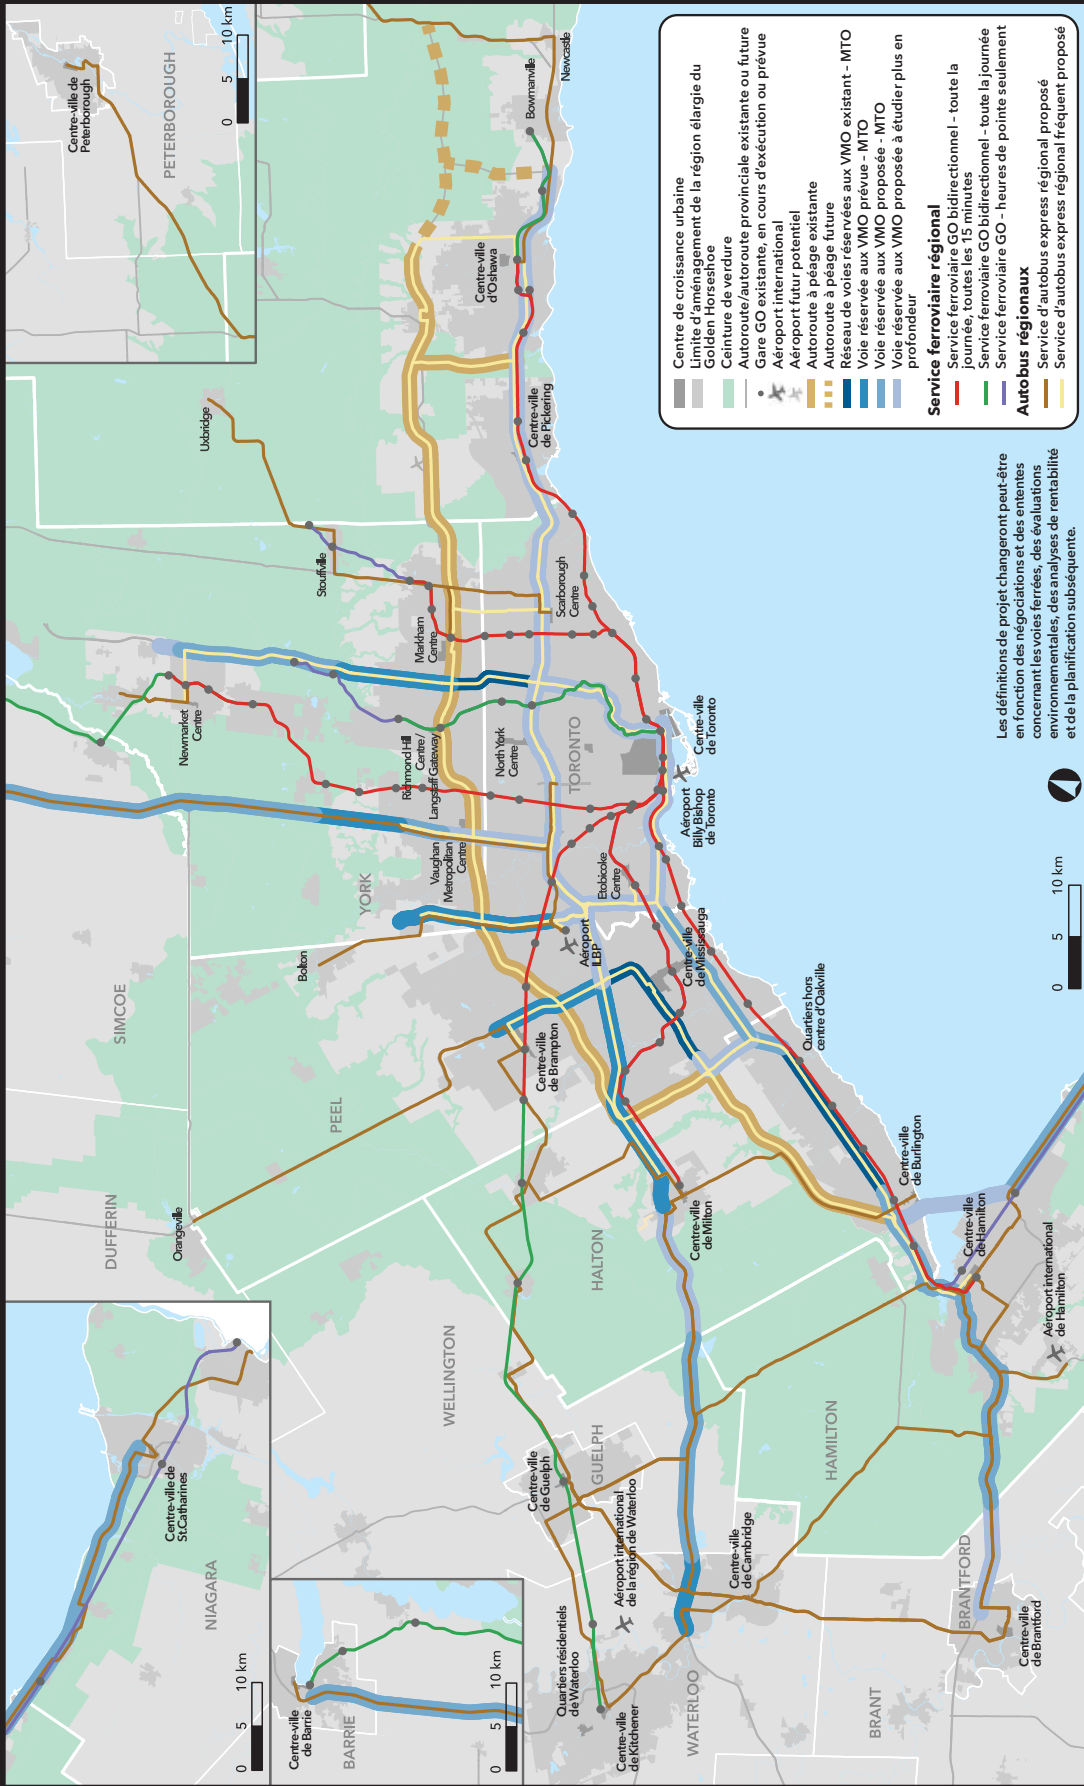 0 5 10 km
Centre-ville de
Peterborough
PETERBOROUGH
Newcastle
Bowmanville
Centre-ville
d'Oshawa
Centre-ville
de Pickering
Uxbridge
Stouffville
Markham
Centre
Scarborough
Centre
Newmarket
Centre
Richmond Hill
Centre /
Langstaff Gateway
North York
Centre
TORONTO
Centre-ville
de Toronto
Aéroport
Billy Bishop
de Toronto
Vaughan
Metropolitan
Centre
YORK
Etobicoke
Centre
Bolton
Aéroport
ILBP
Centre-ville
de Mississauga
SIMCOE
Centre-ville
de Brampton
Quartiers hors
centre d'Oakville
PEEL
DUFFERIN
Orangeville
Centre-ville
de Burlington
Centre-ville
de Milton
HALTON
Centre-ville
de Hamilton
Aéroport international
de Hamilton
WELLINGTON
GUELPH
Centre-ville
de Guelph
HAMILTON
Aéroport international
de la région de Waterloo
Centre-ville
de Cambridge
BRANTFORD
Centre-ville
de Brantford
Quartiers résidentiels
de Waterloo
Centre-ville
de Kitchener
WATERLOO
BRANT
Centre-ville de
St.Catharines
NIAGARA
0 5 10 km
Centre-ville
de Barrie
BARRIE
0 5 10 km
0 5 10 km
Les définitions de projet changeront peut-être
en fonction des négociations et des ententes
concernant les voies ferrées, des évaluations
environnementales, des analyses de rentabilité
et de la planification subséquente.
Centre de croissance urbaine
Limite d'aménagement de la région élargie du
Golden Horseshoe
Ceinture de verdure
Autoroute/autoroute provinciale existante ou future
Gare GO existante, en cours d'exécution ou prévue
Aéroport international
Aéroport futur potentiel
Autoroute à péage existante
Autoroute à péage future
Réseau de voies réservées aux VMO existant – MTO
Voie réservée aux VMO prévue – MTO
Voie réservée aux VMO proposée - MTO
Voie réservée aux VMO proposée à étudier plus en
profondeur
Service ferroviaire régional
Service ferroviaire GO bidirectionnel – toute la
journée, toutes les 15 minutes
Service ferroviaire GO bidirectionnel – toute la journée
Service ferroviaire GO – heures de pointe seulement
Autobus régionaux
Service d'autobus express régional proposé
Service d'autobus express régional fréquent proposé